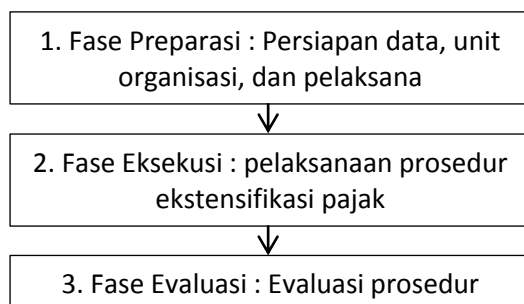 1. Fase Preparasi : Persiapan data, unit
organisasi, dan pelaksana
2. Fase Eksekusi : pelaksanaan prosedur
ekstensifikasi pajak
3. Fase Evaluasi : Evaluasi prosedur